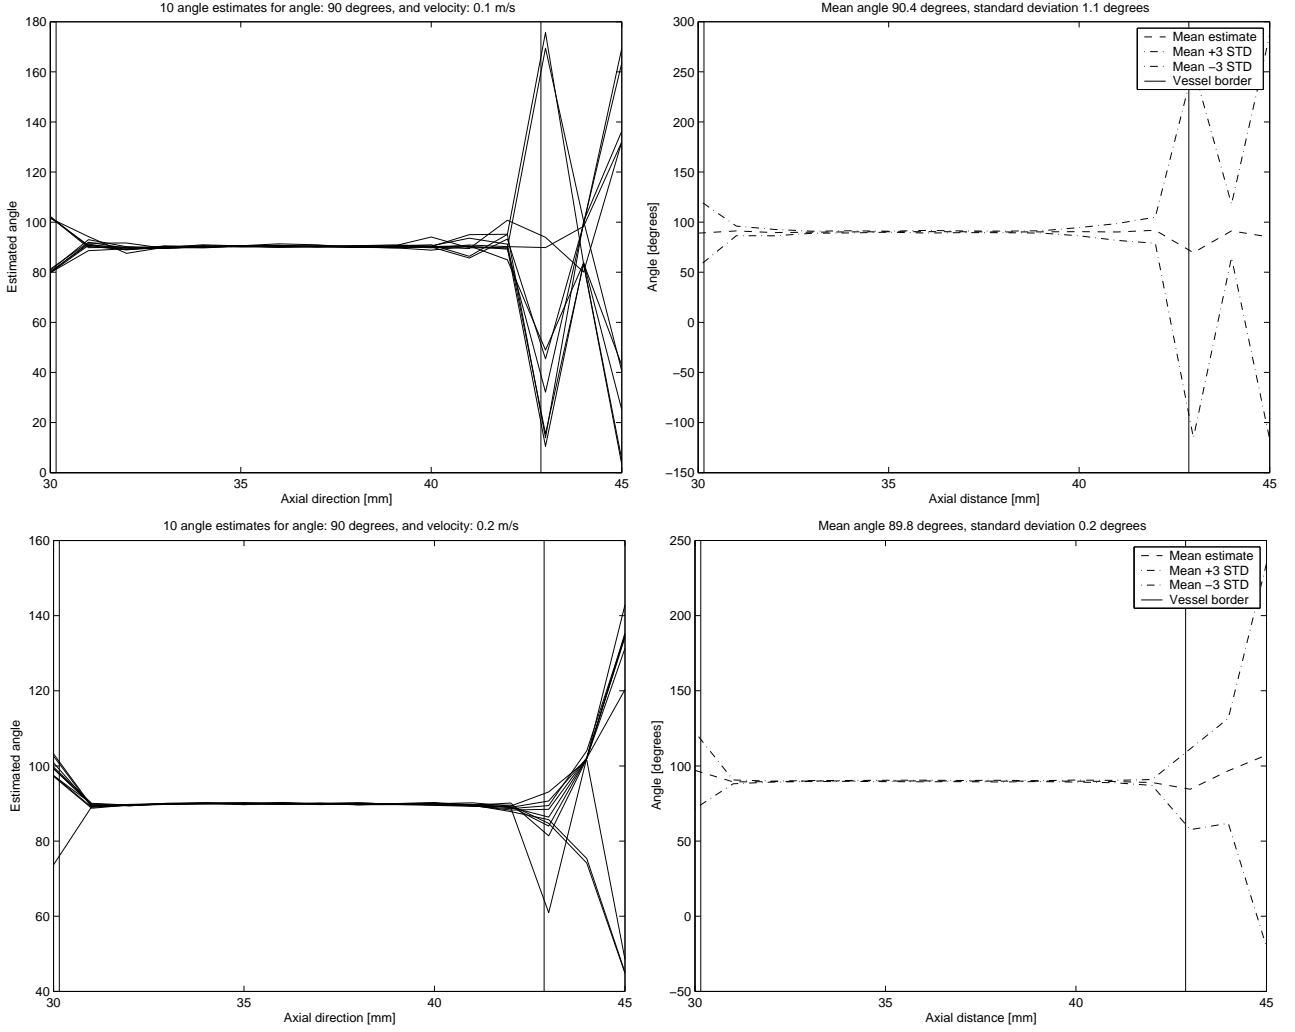 10 angle estimates for angle: 90 degrees, and velocity: 0.1 m/s
180
160
140
120
100
80
60
40
20
0
Estimated angle
30
35
40
45
Axial direction [mm]
Mean angle 90.4 degrees, standard deviation 1.1 degrees
300
250
200
150
100
50
0
−50
−100
−150
Angle [degrees]
Mean estimate
Mean +3 STD
Mean −3 STD
Vessel border
30
35
40
45
Axial distance [mm]
10 angle estimates for angle: 90 degrees, and velocity: 0.2 m/s
160
140
120
100
80
60
40
Estimated angle
30
35
40
45
Axial direction [mm]
Mean angle 89.8 degrees, standard deviation 0.2 degrees
250
200
150
100
50
0
−50
Angle [degrees]
Mean estimate
Mean +3 STD
Mean −3 STD
Vessel border
30
35
40
45
Axial distance [mm]